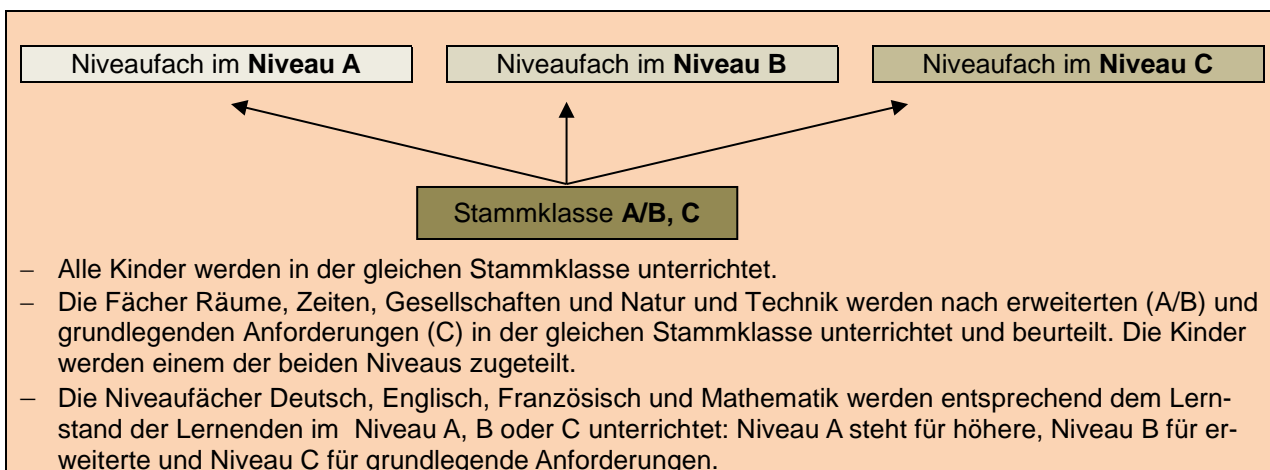 Niveaufach im Niveau A Niveaufach im Niveau B Niveaufach im Niveau C
Stammklasse A/B, C
– Alle Kinder werden in der gleichen Stammklasse unterrichtet.
– Die Fächer Räume, Zeiten, Gesellschaften und Natur und Technik werden nach erweiterten (A/B) und
grundlegenden Anforderungen (C) in der gleichen Stammklasse unterrichtet und beurteilt. Die Kinder
werden einem der beiden Niveaus zugeteilt.
– Die Niveaufächer Deutsch, Englisch, Französisch und Mathematik werden entsprechend dem Lern-
stand der Lernenden im Niveau A, B oder C unterrichtet: Niveau A steht für höhere, Niveau B für er-
weiterte und Niveau C für grundlegende Anforderungen.